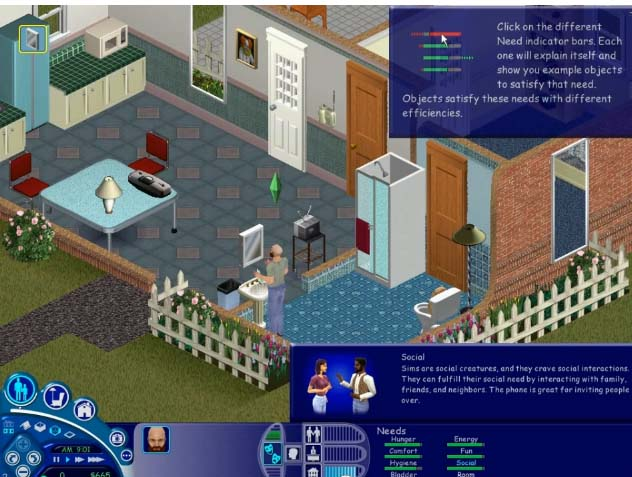 Click on the different
Need indicator bars. Each
one will explain itself and
show you example objects
to satisfy that need.
Objects satisfy these needs with different
efficiencies.
Social
Sims are social creatures, and they crave social interactions.
They can fulfill their social need by interacting with family,
friends, and neighbors. The phone is great for inviting people
over.
Needs
Hunger Energy
Comfort Fun
Hygiene Social
Bladder Room
AM 9:01
0 §665